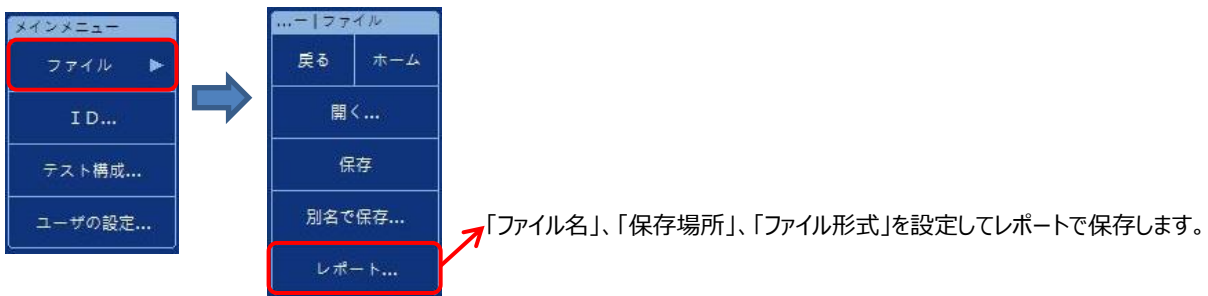 メインメニュー
ファイル ▶
ID...
テスト構成...
ユーザの設定...
...ー|ファイル
戻る ホーム
開く...
保存
別名で保存...
レポート...
「ファイル名」、「保存場所」、「ファイル形式」を設定してレポートで保存します。